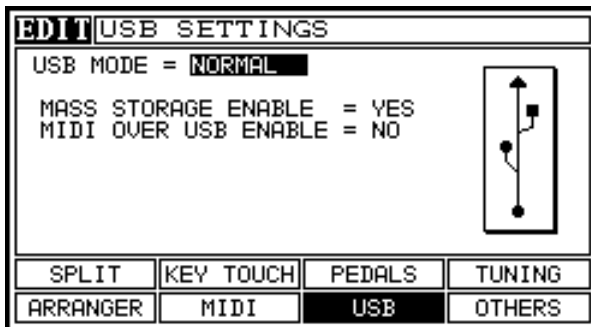 EDIT USB SETTINGS
USB MODE = NORMAL
MASS STORAGE ENABLE = YES
MIDI OVER USB ENABLE = NO
SPLIT KEY TOUCH PEDALS TUNING
ARRANGER MIDI USB OTHERS